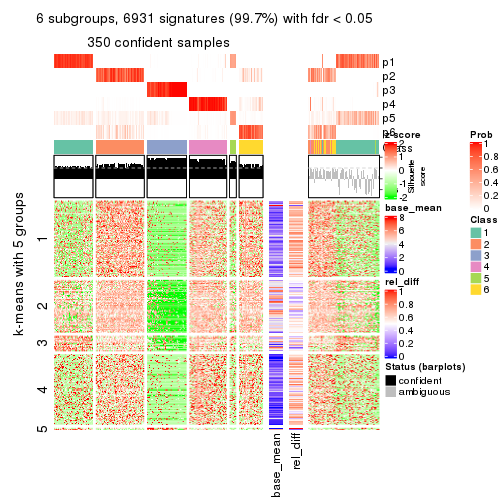 6 subgroups, 6931 signatures (99.7%) with fdr < 0.05
350 confident samples
p1
p2
p3
p4
p5
p6
Class
z-score
2
1
0
-1
-2
Silhouette
score
k-means with 5 groups
1
2
3
4
5
base_mean
rel_diff
base_mean
8
6
4
2
0
rel_diff
1
0.8
0.6
0.4
0.2
0
Status (barplots)
confident
ambiguous
Prob
1
0.8
0.6
0.4
0.2
0
Class
1
2
3
4
5
6